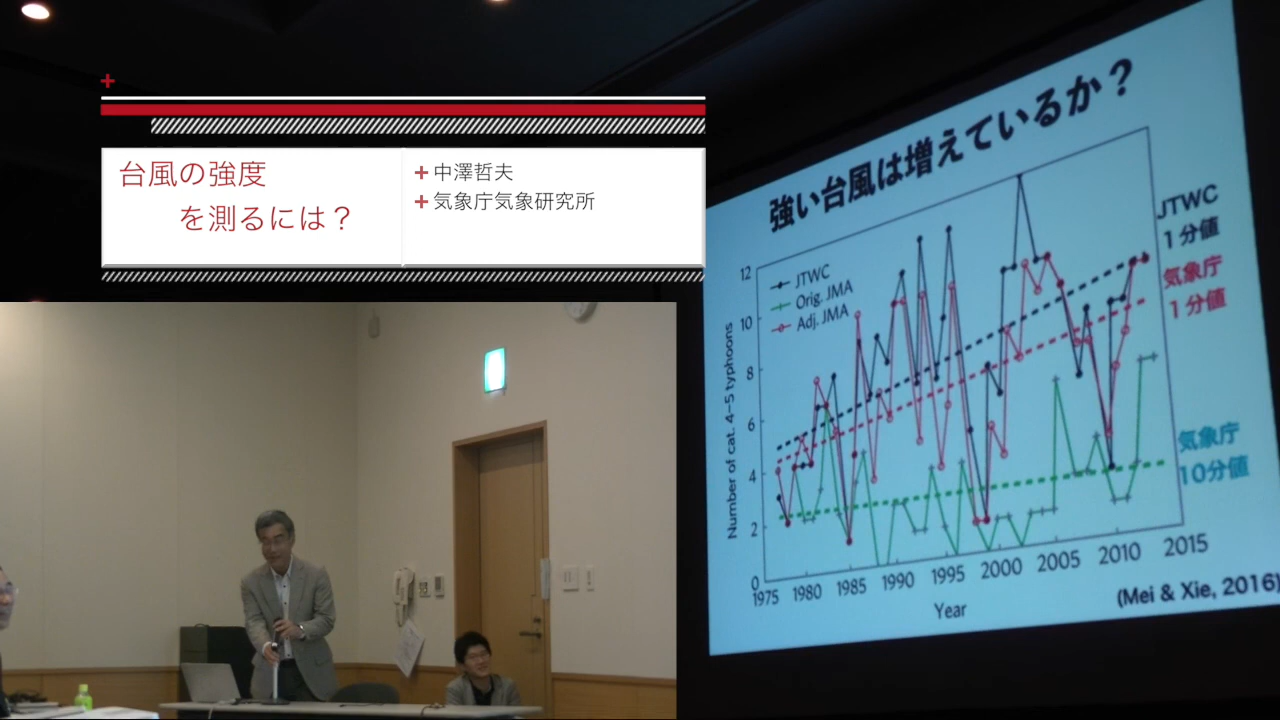 台風の強度
を測るには？
中澤哲夫
気象庁気象研究所
強い台風は増えているか？
JTWC
1分値
気象庁
1分値
気象庁
10分値
JTWC
Orig. JMA
Adj. JMA
Number of cat. 4–5 typhoons
12
10
8
6
4
2
0
1975 1980 1985 1990 1995 2000 2005 2010 2015
Year
(Mei & Xie, 2016)